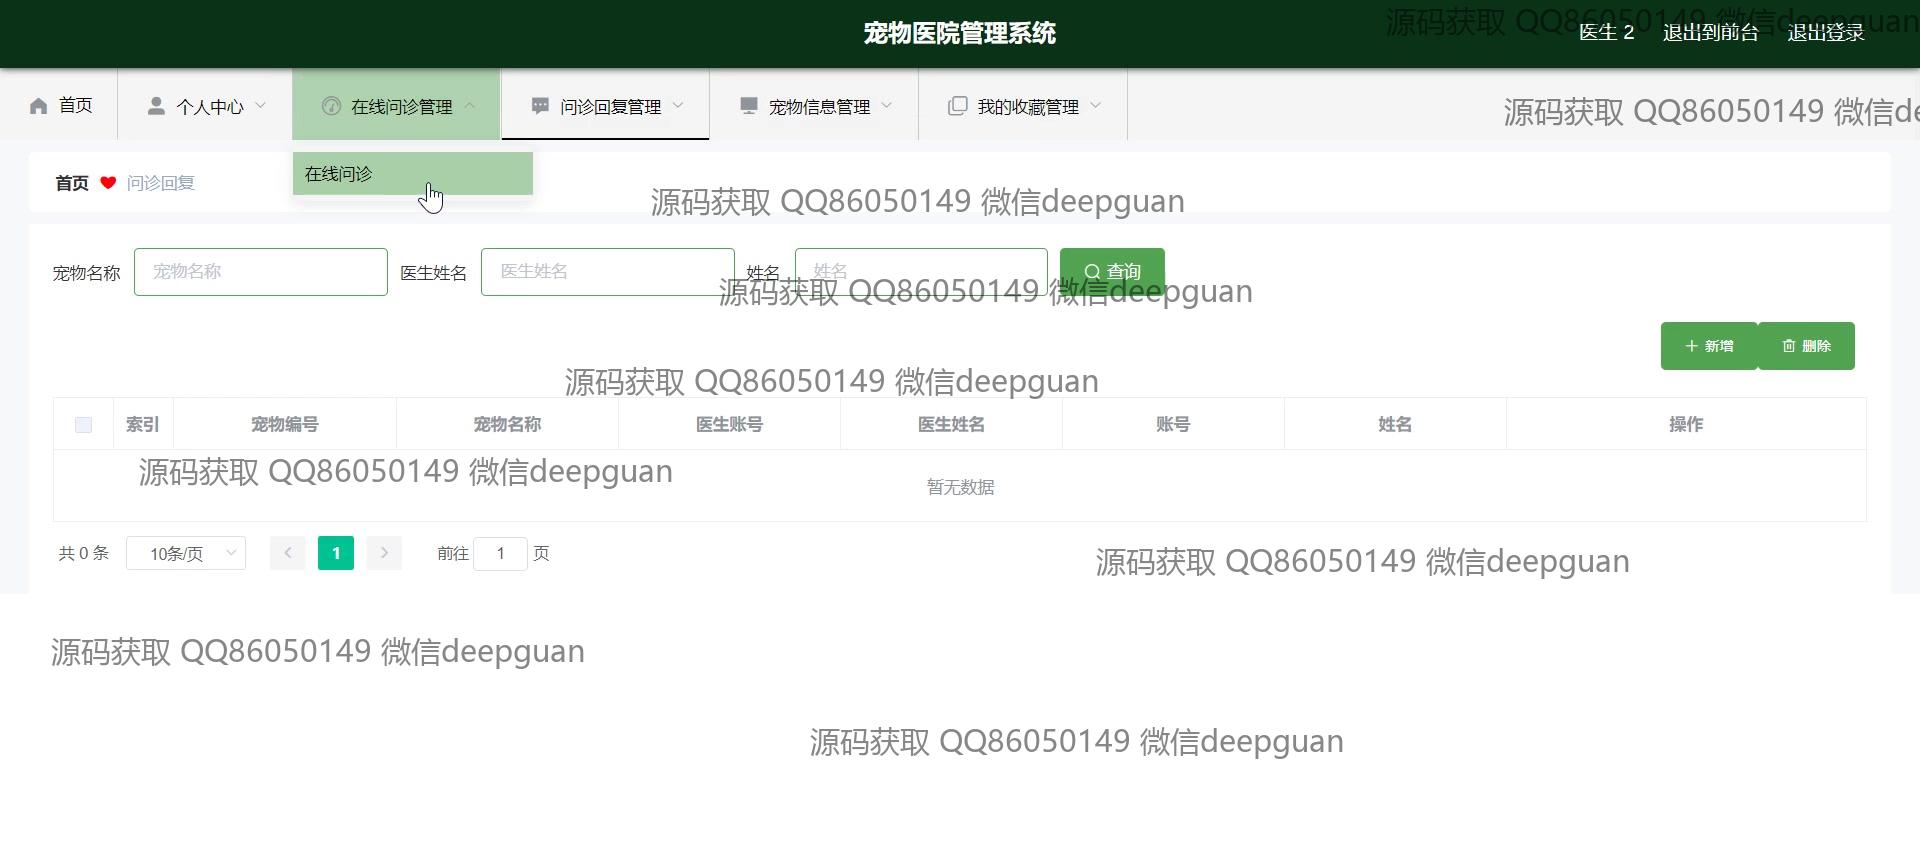 宠物医院管理系统
源码获取 QQ86050149 微信deepguan
医生 2 退出到前台 退出登录
首页 个人中心 在线问诊管理 问诊回复管理 宠物信息管理 我的收藏管理
源码获取 QQ86050149 微信de
在线问诊
首页 问诊回复
源码获取 QQ86050149 微信deepguan
宠物名称 宠物名称 医生姓名 医生姓名 姓名 姓名 查询
源码获取 QQ86050149 微信deepguan
新增 删除
源码获取 QQ86050149 微信deepguan
索引 宠物编号 宠物名称 医生账号 医生姓名 账号 姓名 操作
源码获取 QQ86050149 微信deepguan
暂无数据
共 0 条 10条/页 1 前往 1 页
源码获取 QQ86050149 微信deepguan
源码获取 QQ86050149 微信deepguan
源码获取 QQ86050149 微信deepguan